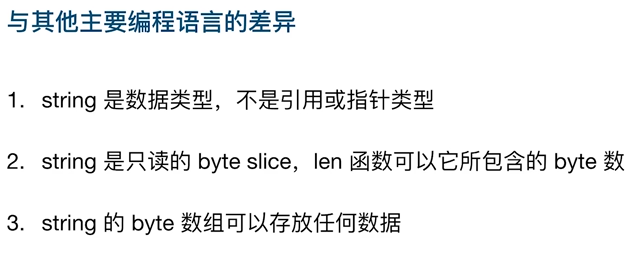 与其他主要编程语言的差异
1. string 是数据类型，不是引用或指针类型
2. string 是只读的 byte slice，len 函数可以它所包含的 byte 数
3. string 的 byte 数组可以存放任何数据